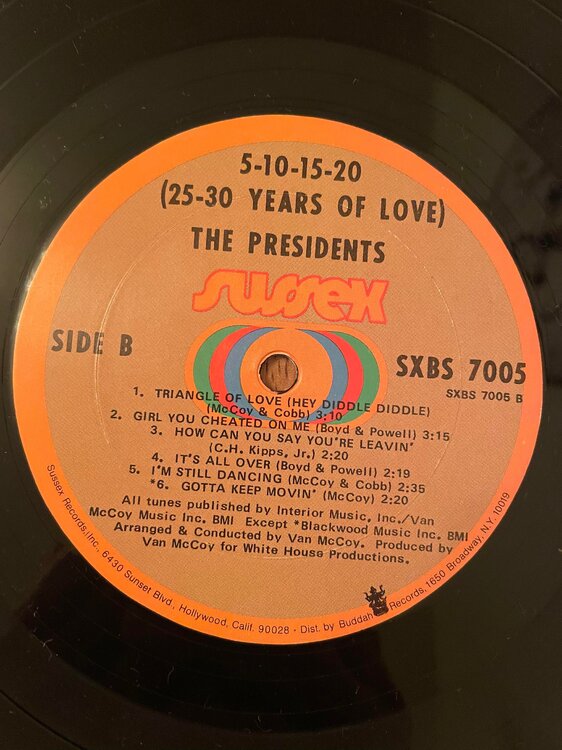 5-10-15-20
(25-30 YEARS OF LOVE)
THE PRESIDENTS
sussex
SIDE B
SXBS 7005
SXBS 7005 B
1. TRIANGLE OF LOVE (HEY DIDDLE DIDDLE)
(McCoy & Cobb) 3:10
2. GIRL YOU CHEATED ON ME (Boyd & Powell) 3:15
3. HOW CAN YOU SAY YOU'RE LEAVIN'
(C.H. Kipps, Jr.) 2:20
4. IT'S ALL OVER (Boyd & Powell) 2:19
5. I'M STILL DANCING (McCoy & Cobb) 2:35
*6. GOTTA KEEP MOVIN' (McCoy) 2:20
All tunes published by Interior Music, Inc./Van
McCoy Music Inc. BMI Except *Blackwood Music Inc. BMI
Arranged & Conducted by Van McCoy. Produced by
Van McCoy for White House Productions.
Sussex Records, Inc. 6430 Sunset Blvd., Hollywood, Calif. 90028 - Dist. by Buddah Records, 1650 Broadway, N.Y. 10019